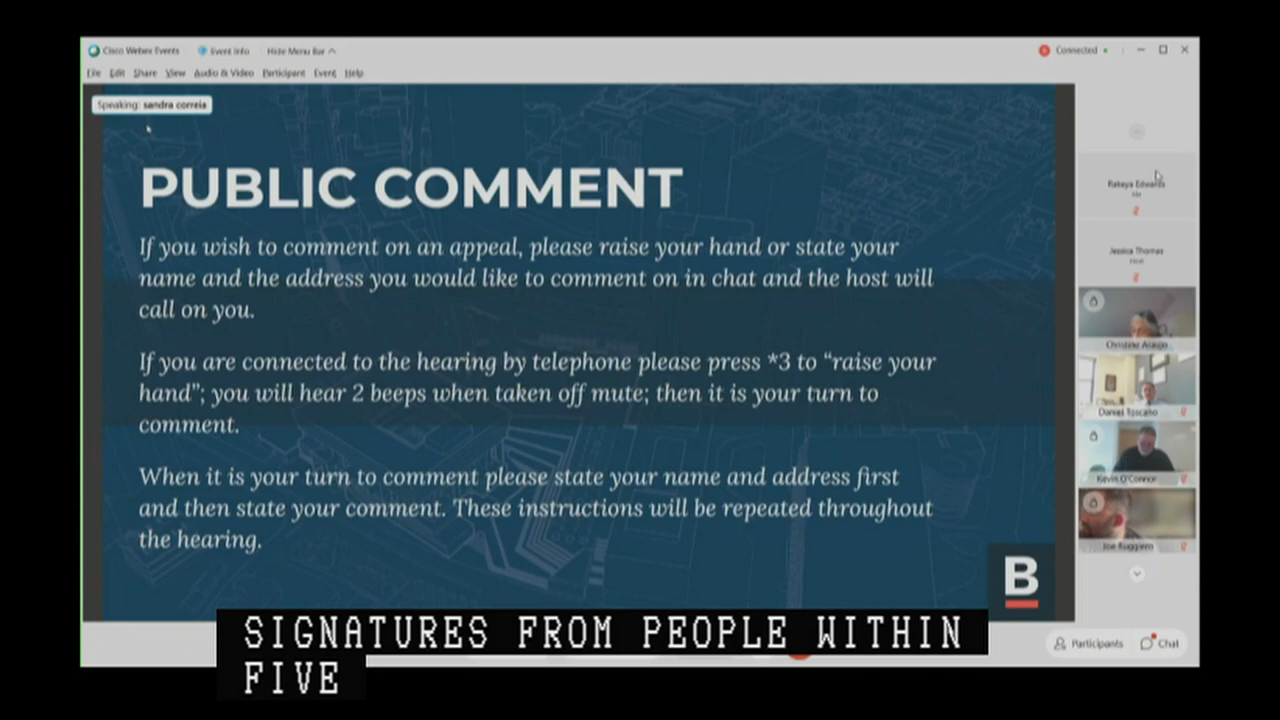 Cisco Webex Events Event Info Hide Menu Bar Connected
File Edit Share View Audio & Video Participant Event Help
Speaking: sandra correia
PUBLIC COMMENT
If you wish to comment on an appeal, please raise your hand or state your
name and the address you would like to comment on in chat and the host will
call on you.
If you are connected to the hearing by telephone please press *3 to “raise your
hand”; you will hear 2 beeps when taken off mute; then it is your turn to
comment.
When it is your turn to comment please state your name and address first
and then state your comment. These instructions will be repeated throughout
the hearing.
B
Rakeya Edwards
Me
Jessica Thomas
Host
Christine Araujo
Daniel Toscano
Kevin O'Connor
Joe Ruggiero
Participants Chat
SIGNATURES FROM PEOPLE WITHIN
FIVE